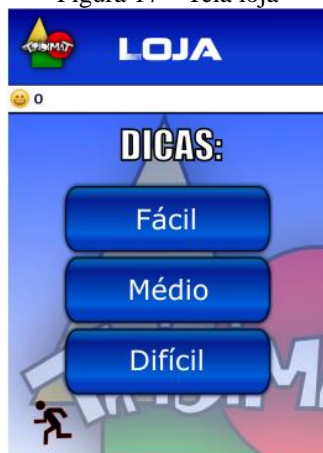 Figura 17 – Tela loja
LOJA
0
DICAS:
Fácil
Médio
Difícil